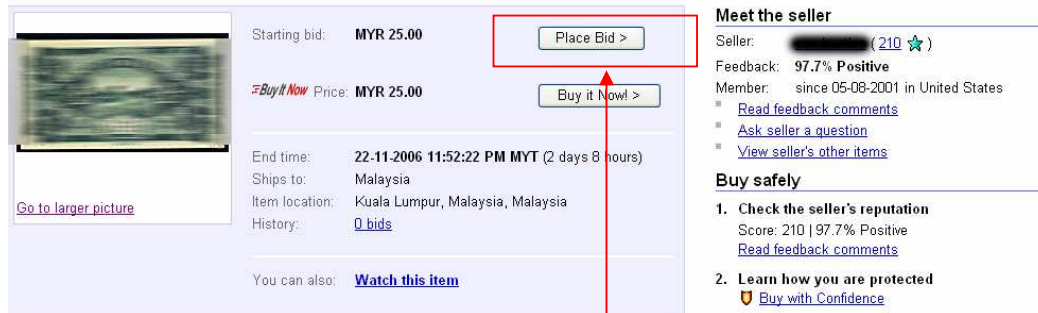 Starting bid: MYR 25.00 Place Bid >
Buy It Now Price: MYR 25.00 Buy it Now! >
End time: 22-11-2006 11:52:22 PM MYT (2 days 8 hours)
Ships to: Malaysia
Item location: Kuala Lumpur, Malaysia, Malaysia
History: 0 bids
You can also: Watch this item
Go to larger picture
Meet the seller
Seller: ( 210 )
Feedback: 97.7% Positive
Member: since 05-08-2001 in United States
Read feedback comments
Ask seller a question
View seller's other items
Buy safely
1. Check the seller's reputation
Score: 210 | 97.7% Positive
Read feedback comments
2. Learn how you are protected
Buy with Confidence